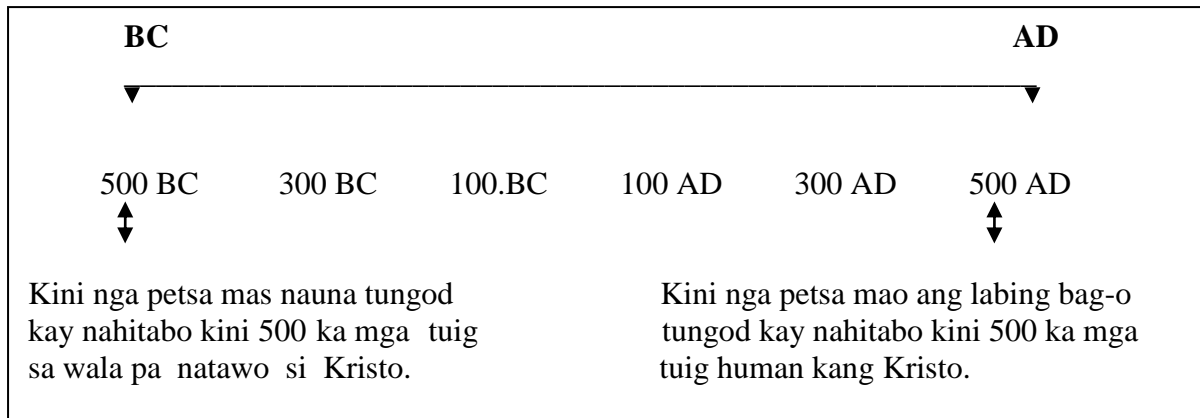 BC AD
500 BC 300 BC 100.BC 100 AD 300 AD 500 AD
Kini nga petsa mas nauna tungod
kay nahitabo kini 500 ka mga tuig
sa wala pa natawo si Kristo.
Kini nga petsa mao ang labing bag-o
tungod kay nahitabo kini 500 ka mga
tuig human kang Kristo.